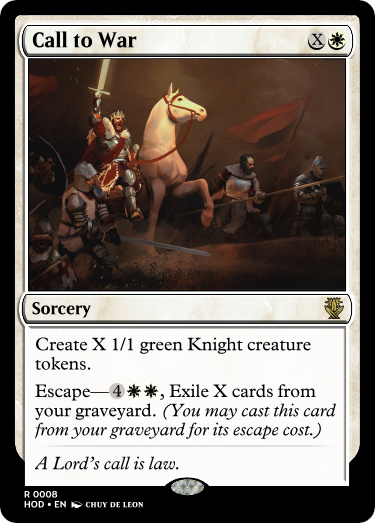 Call to War X
Sorcery
Create X 1/1 green Knight creature
tokens.
Escape—4, Exile X cards from
your graveyard. (You may cast this card
from your graveyard for its escape cost.)
A Lord's call is law.
R 0008
HOD • EN CHUY DE LEON